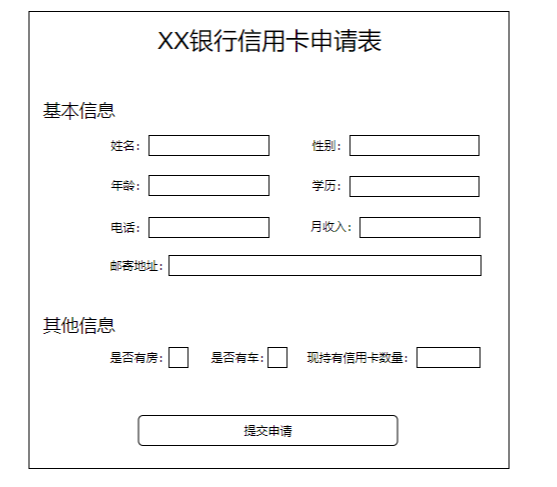 XX银行信用卡申请表
基本信息
姓名： 性别：
年龄： 学历：
电话： 月收入：
邮寄地址：
其他信息
是否有房： 是否有车： 现持有信用卡数量：
提交申请